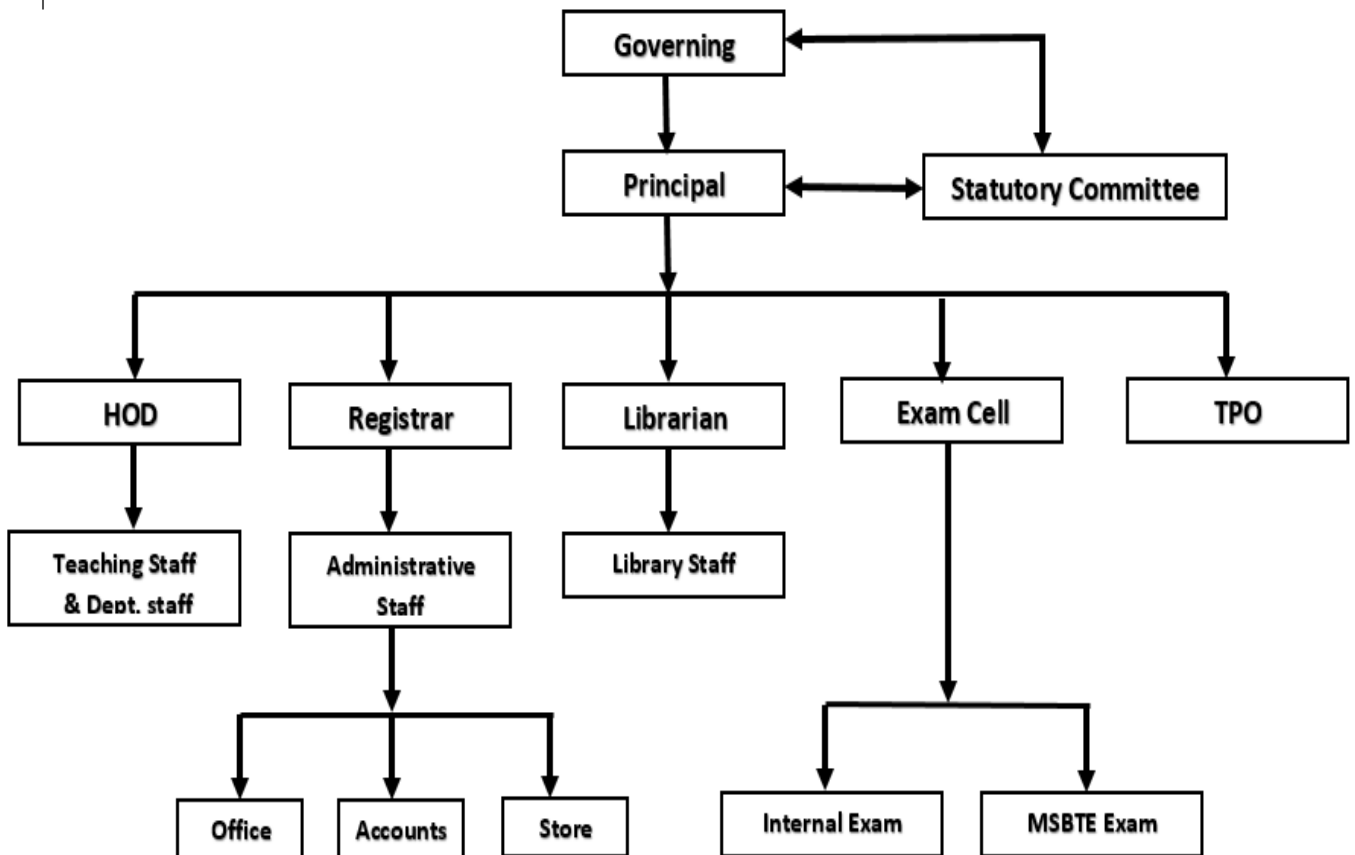 Governing
Principal
Statutory Committee
HOD
Registrar
Librarian
Exam Cell
TPO
Teaching Staff
& Dept. staff
Administrative
Staff
Library Staff
Office
Accounts
Store
Internal Exam
MSBTE Exam